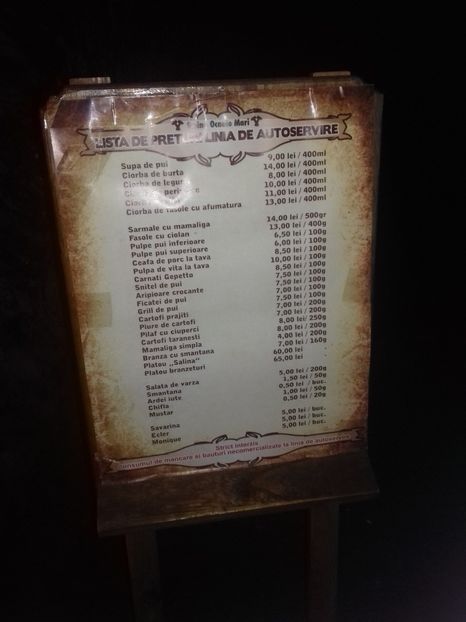 Ocnele Mari
LISTA DE PRETURI LINIA DE AUTOSERVIRE
Supa de pui 9,00 lei / 400ml
Ciorba de burta 14,00 lei / 400ml
Ciorba de legume 8,00 lei / 400ml
Ciorba de 10,00 lei / 400ml
Ciorba 11,00 lei / 400ml
Ciorba de fasole cu afumatura 13,00 lei / 400ml
Sarmale cu mamaliga 14,00 lei / 500gr
Fasole cu ciolan 13,00 lei / 400g
Pulpe pui inferioare 6,50 lei / 100g
Pulpe pui superioare 6,00 lei / 100g
Ceafa de porc la tava 8,50 lei / 100g
Pulpa de vita la tava 10,00 lei / 100g
Carnati Gepetto 8,50 lei / 100g
Snitel de pui 7,50 lei / 100g
Aripioare crocante 7,50 lei / 100g
Ficatei de pui 7,00 lei / 100g
Grill de pui 7,50 lei / 100g
Cartofi prajiti 7,00 lei / 200g
Piure de cartofi 7,00 lei / 200g
Pilaf cu ciuperci 8,00 lei / 250g
Cartofi taranesti 8,00 lei / 200g
Mamaliga simpla 4,00 lei / 200g
Branza cu smantana 7,00 lei / 160g
Platou „Salina" 60,00 lei
Platou branzeturi 65,00 lei
Salata de varza 5,00 lei / 200g
Smantana 1,50 lei / 50g
Ardei iute 0,50 lei / buc.
Chifla 1,00 lei / 50g
Mustar 0,50 lei / 20g
Savarina 5,00 lei / buc.
Ecler 5,00 lei / buc.
Monique 5,00 lei / buc.
Strict interzis
consumul de mancare si bauturi necomercializate la linia de autoservire